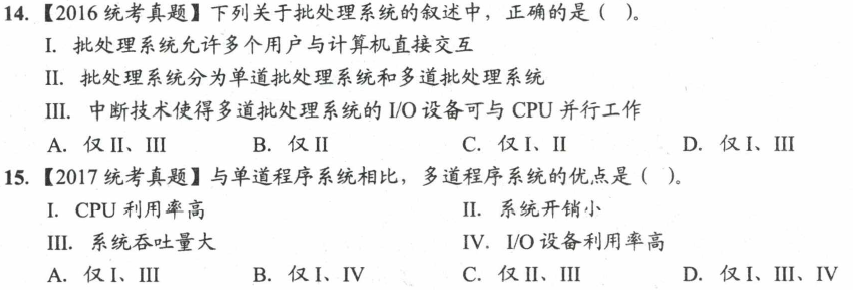 14. 【2016 统考真题】下列关于批处理系统的叙述中，正确的是（ ）。
I. 批处理系统允许多个用户与计算机直接交互
II. 批处理系统分为单道批处理系统和多道批处理系统
III. 中断技术使得多道批处理系统的 I/O 设备可与 CPU 并行工作
A. 仅 II、III B. 仅 II C. 仅 I、II D. 仅 I、III
15. 【2017 统考真题】与单道程序系统相比，多道程序系统的优点是（ ）。
I. CPU 利用率高 II. 系统开销小
III. 系统吞吐量大 IV. I/O 设备利用率高
A. 仅 I、III B. 仅 I、IV C. 仅 II、III D. 仅 I、III、IV